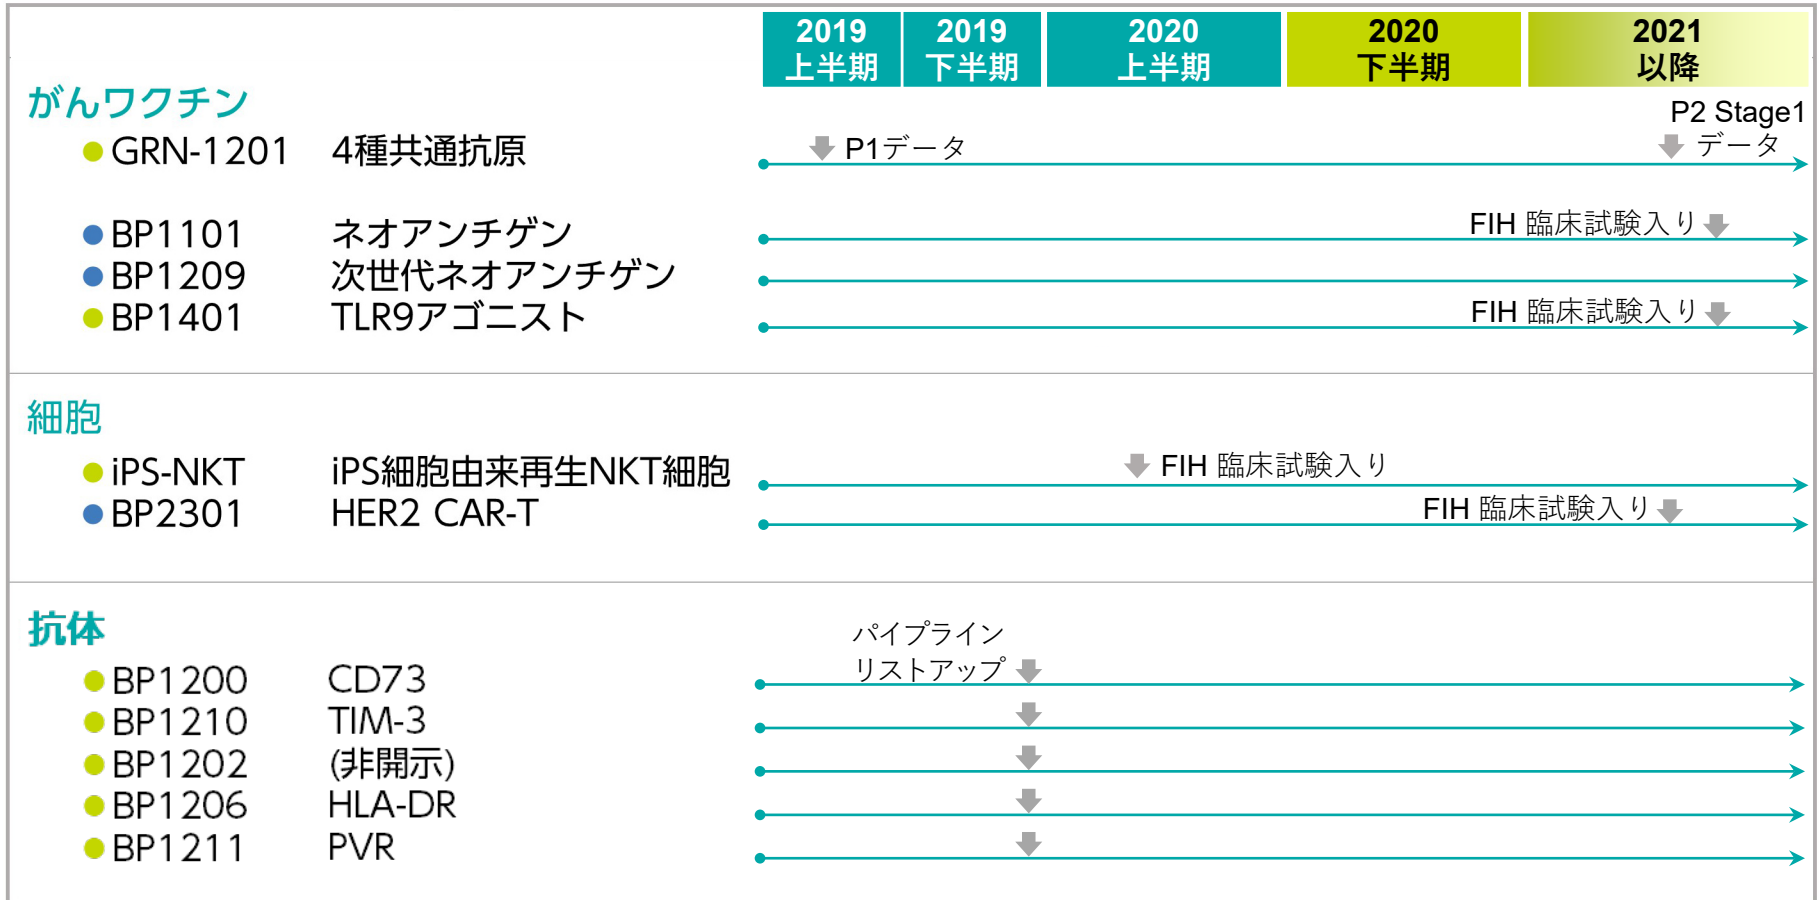 2019
上半期
2019
下半期
2020
上半期
2020
下半期
2021
以降
がんワクチン
P2 Stage1
GRN-1201 4種共通抗原 P1データ データ
BP1101 ネオアンチゲン FIH 臨床試験入り
BP1209 次世代ネオアンチゲン
BP1401 TLR9アゴニスト FIH 臨床試験入り
細胞
iPS-NKT iPS細胞由来再生NKT細胞 FIH 臨床試験入り
BP2301 HER2 CAR-T FIH 臨床試験入り
抗体
パイプライン
リストアップ
BP1200 CD73
BP1210 TIM-3
BP1202 (非開示)
BP1206 HLA-DR
BP1211 PVR